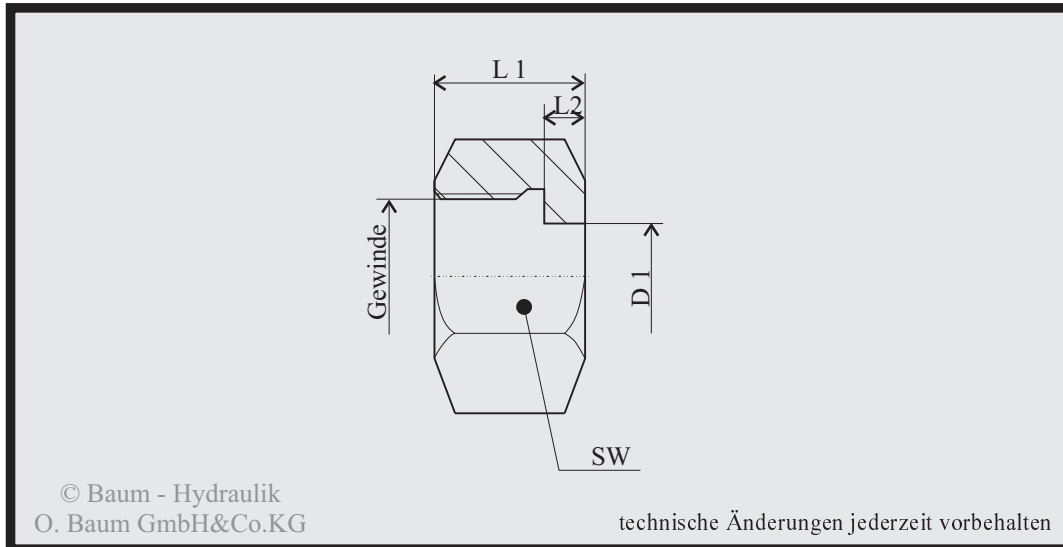 L 1
L2
Gewinde
D 1
SW
© Baum - Hydraulik
O. Baum GmbH&Co.KG
technische Änderungen jederzeit vorbehalten